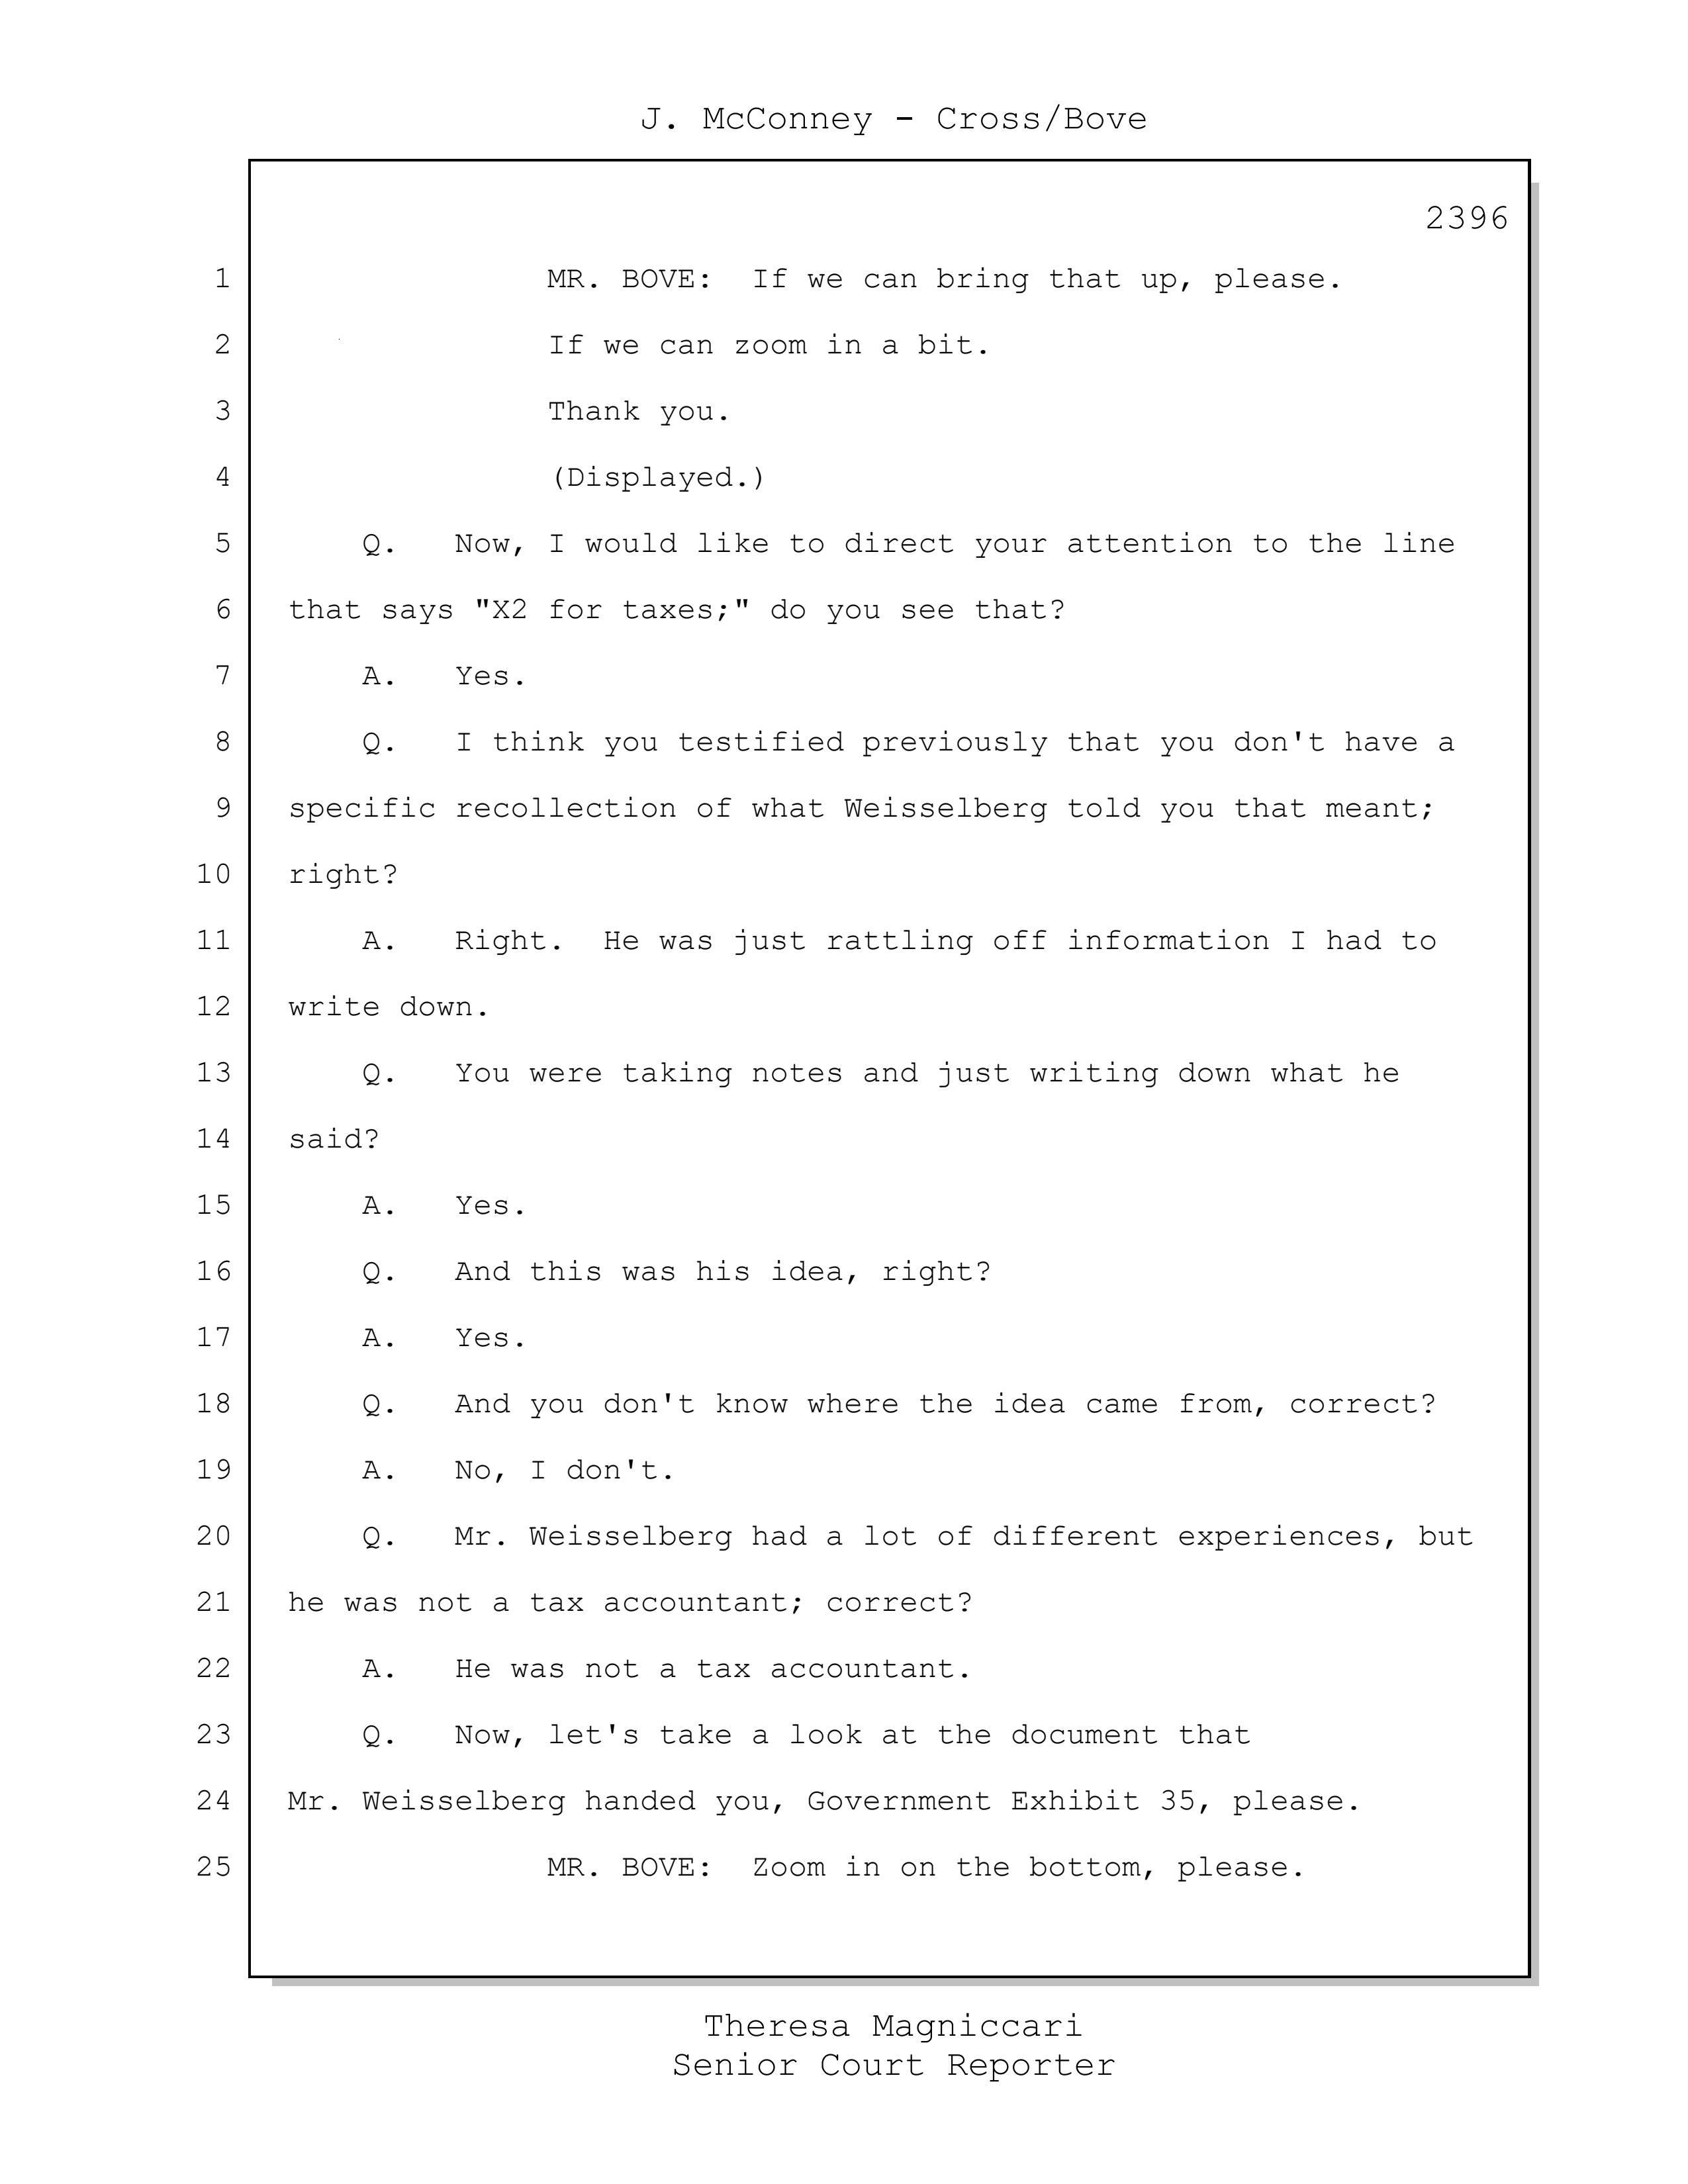 J. McConney - Cross/Bove
2396
1 MR. BOVE: If we can bring that up, please.
2 If we can zoom in a bit.
3 Thank you.
4 (Displayed.)
5 Q. Now, I would like to direct your attention to the line
6 that says "X2 for taxes;" do you see that?
7 A. Yes.
8 Q. I think you testified previously that you don't have a
9 specific recollection of what Weisselberg told you that meant;
10 right?
11 A. Right. He was just rattling off information I had to
12 write down.
13 Q. You were taking notes and just writing down what he
14 said?
15 A. Yes.
16 Q. And this was his idea, right?
17 A. Yes.
18 Q. And you don't know where the idea came from, correct?
19 A. No, I don't.
20 Q. Mr. Weisselberg had a lot of different experiences, but
21 he was not a tax accountant; correct?
22 A. He was not a tax accountant.
23 Q. Now, let's take a look at the document that
24 Mr. Weisselberg handed you, Government Exhibit 35, please.
25 MR. BOVE: Zoom in on the bottom, please.
Theresa Magniccari
Senior Court Reporter